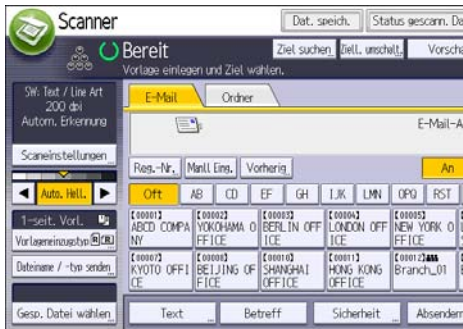 Scanner
Dat. speich.
Status gescann. Da
Bereit
Ziel suchen
Ziell. umschalt.
Vorsch
Vorlage einlegen und Ziel wählen.
SW: Text / Line Art
200 dpi
Autom. Erkennung
Scaneinstellungen
Auto. Hell.
1-seit. Vorl.
Vorlageneinzugstyp
Dateiname / -typ senden
Gesp. Datei wählen
E-Mail
Ordner
E-Mail-A
Reg.-Nr.
Manll Eing.
Vorherig
An
Oft
AB
CD
EF
GH
IJK
LMN
OPQ
RST
[00001]
ABCD COMPA
NY
[00002]
YOKOHAMA O
FFICE
[00003]
BERLIN OFF
ICE
[00004]
LONDON OFF
ICE
[00005]
NEW YORK O
FFICE
[00007]
KYOTO OFFI
CE
[00008]
BEIJING OF
FICE
[00010]
SHANGHAI
OFFICE
[00011]
HONG KONG
OFFICE
[00022]
Branch_01
Text
Betreff
Sicherheit
Absender